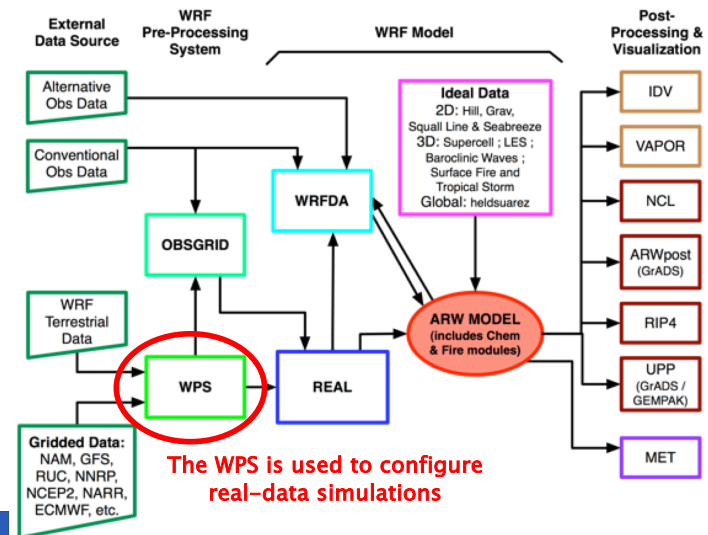 External
Data Source
WRF
Pre-Processing
System
WRF Model
Post-
Processing &
Visualization
Alternative
Obs Data
Conventional
Obs Data
WRF
Terrestrial
Data
Gridded Data:
NAM, GFS,
RUC, NNRP,
NCEP2, NARR,
ECMWF, etc.
OBSGRID
WPS
WRFDA
REAL
Ideal Data
2D: Hill, Grav,
Squall Line & Seabreeze
3D: Supercell ; LES ;
Baroclinic Waves ;
Surface Fire and
Tropical Storm
Global: heldsuarez
ARW MODEL
(includes Chem
& Fire modules)
IDV
VAPOR
NCL
ARWpost
(GrADS)
RIP4
UPP
(GrADS /
GEMPAK)
MET
The WPS is used to configure
real-data simulations